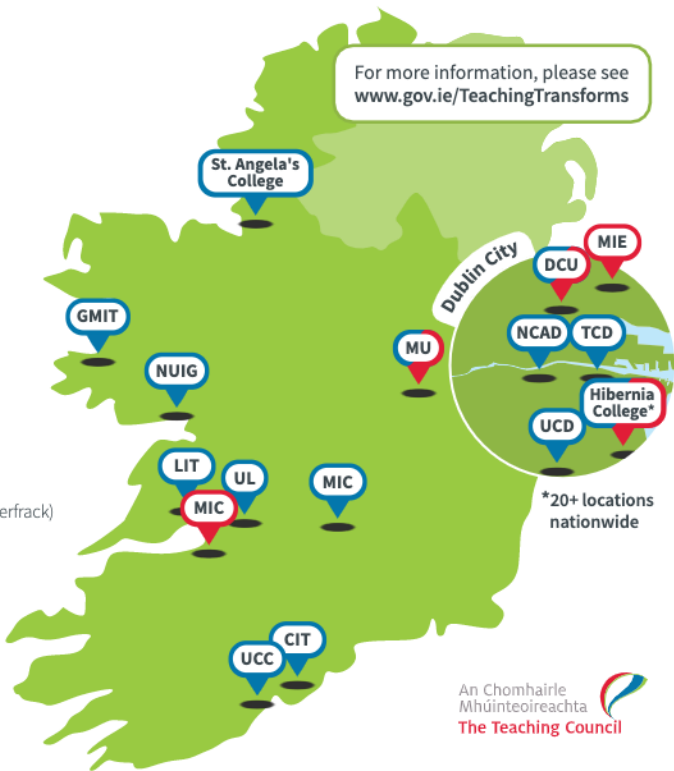 For more information, please see
www.gov.ie/TeachingTransforms
St. Angela's
College
Dublin City
MIE
DCU
GMIT
NCAD
TCD
MU
NUIG
Hibernia
College*
UCD
LIT
UL
MIC
MIC
*20+ locations
nationwide
erfrack)
CIT
UCC
An Chomhairle
Mhúinteoireachta
The Teaching Council